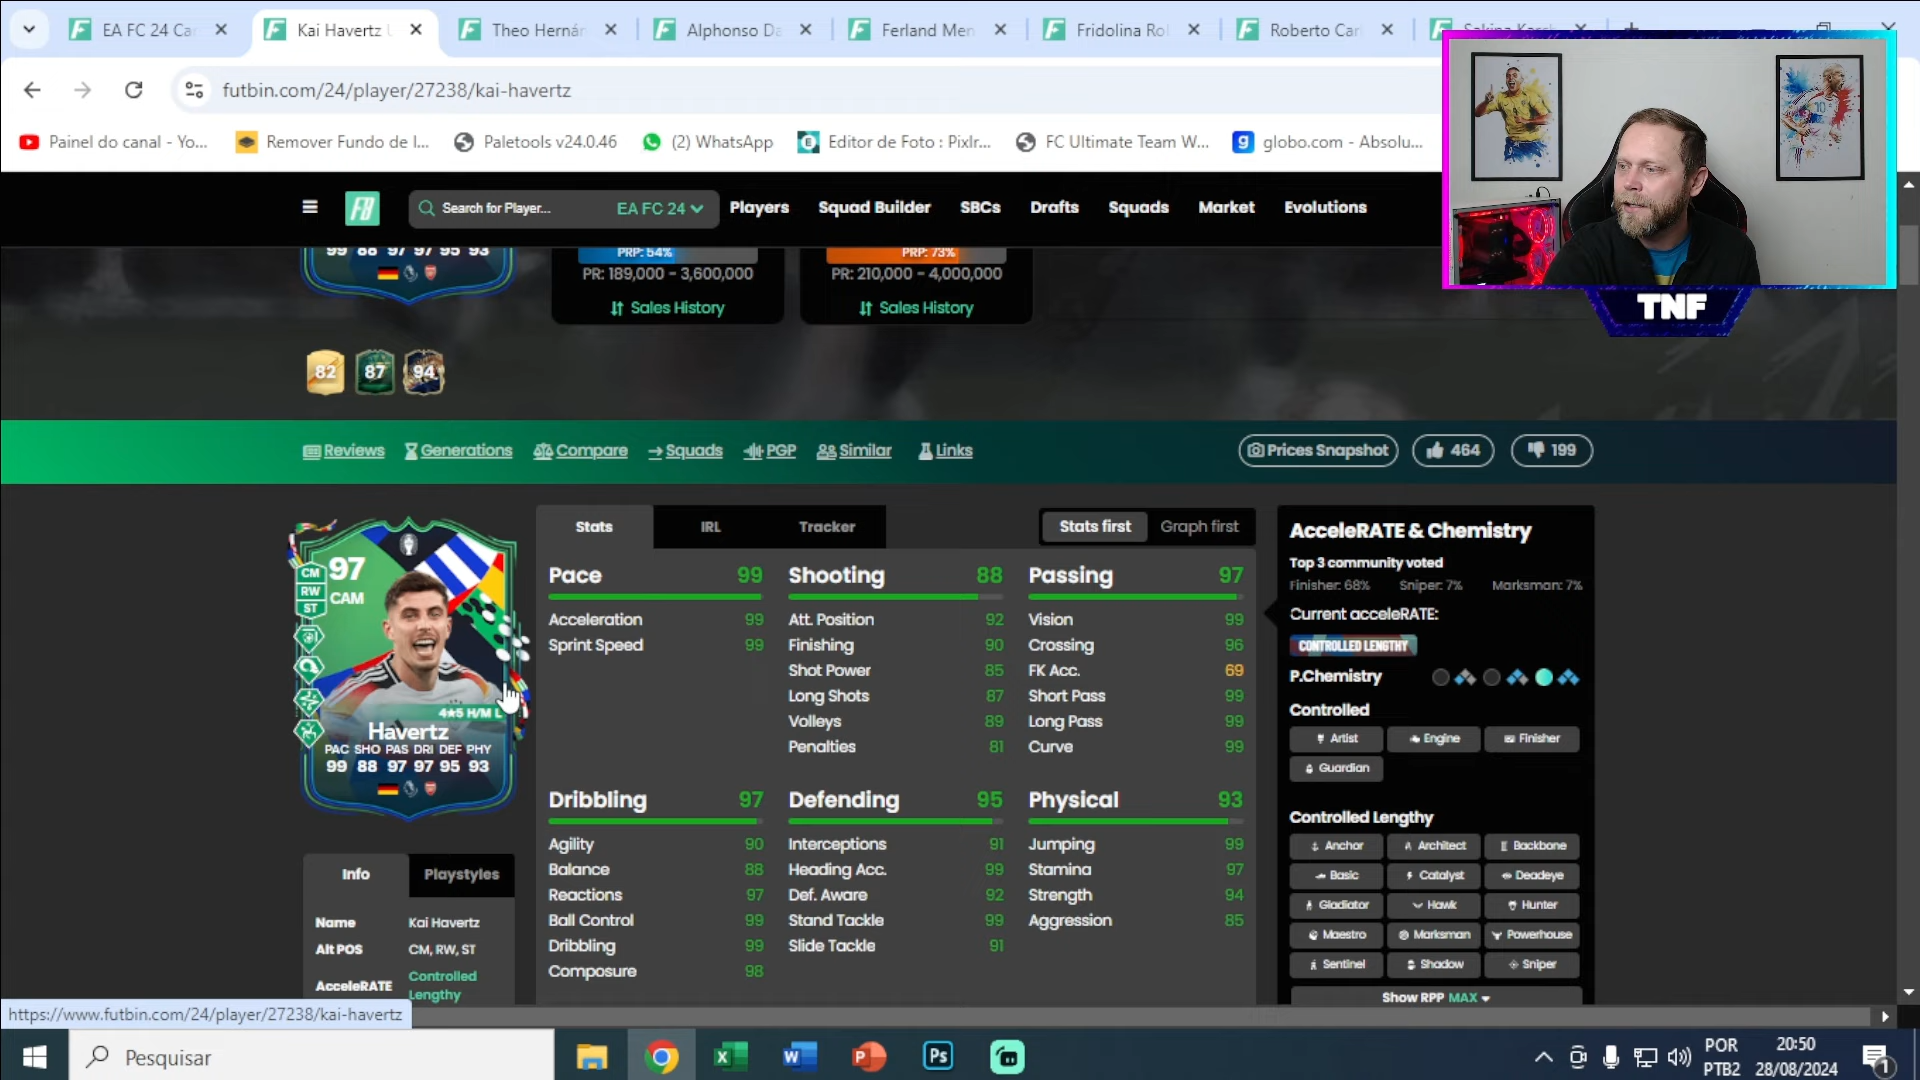 EA FC 24 Ca
Kai Havertz
Theo Hernár
Alphonso Da
Ferland Men
Fridolina Rol
Roberto Carl
futbin.com/24/player/27238/kai-havertz
Painel do canal - Yo...
Remover Fundo de I...
Paletools v24.0.46
(2) WhatsApp
Editor de Foto : Pixlr...
FC Ultimate Team W...
globo.com - Absolu...
Search for Player...
EA FC 24
Players
Squad Builder
SBCs
Drafts
Squads
Market
Evolutions
TNF
99 88 97 97 95 93
PRP: 54%
PR: 189,000 - 3,600,000
Sales History
PRP: 73%
PR: 210,000 - 4,000,000
Sales History
82
87
94
Reviews
Generations
Compare
Squads
PGP
Similar
Links
Prices Snapshot
464
199
97
CAM
CM
RW
ST
4★5 H/M L
Havertz
PAC SHO PAS DRI DEF PHY
99 88 97 97 95 93
Stats
IRL
Tracker
Stats first
Graph first
Pace 99
Acceleration 99
Sprint Speed 99
Shooting 88
Att. Position 92
Finishing 90
Shot Power 85
Long Shots 87
Volleys 89
Penalties 81
Passing 97
Vision 99
Crossing 96
FK Acc. 69
Short Pass 99
Long Pass 99
Curve 99
Dribbling 97
Agility 90
Balance 88
Reactions 97
Ball Control 99
Dribbling 99
Composure 98
Defending 95
Interceptions 91
Heading Acc. 99
Def. Aware 92
Stand Tackle 99
Slide Tackle 91
Physical 93
Jumping 99
Stamina 97
Strength 94
Aggression 85
AcceleRATE & Chemistry
Top 3 community voted
Finisher: 68% Sniper: 7% Marksman: 7%
Current acceleRATE:
CONTROLLED LENGTHY
P.Chemistry
Controlled
Artist
Engine
Finisher
Guardian
Controlled Lengthy
Anchor
Architect
Backbone
Basic
Catalyst
Deadeye
Gladiator
Hawk
Hunter
Maestro
Marksman
Powerhouse
Sentinel
Shadow
Sniper
Show RPP MAX
Info
Playstyles
Name Kai Havertz
Alt POS CM, RW, ST
AcceleRATE Controlled
Lengthy
https://www.futbin.com/24/player/27238/kai-havertz
Pesquisar
POR
PTB2
20:50
28/08/2024
1